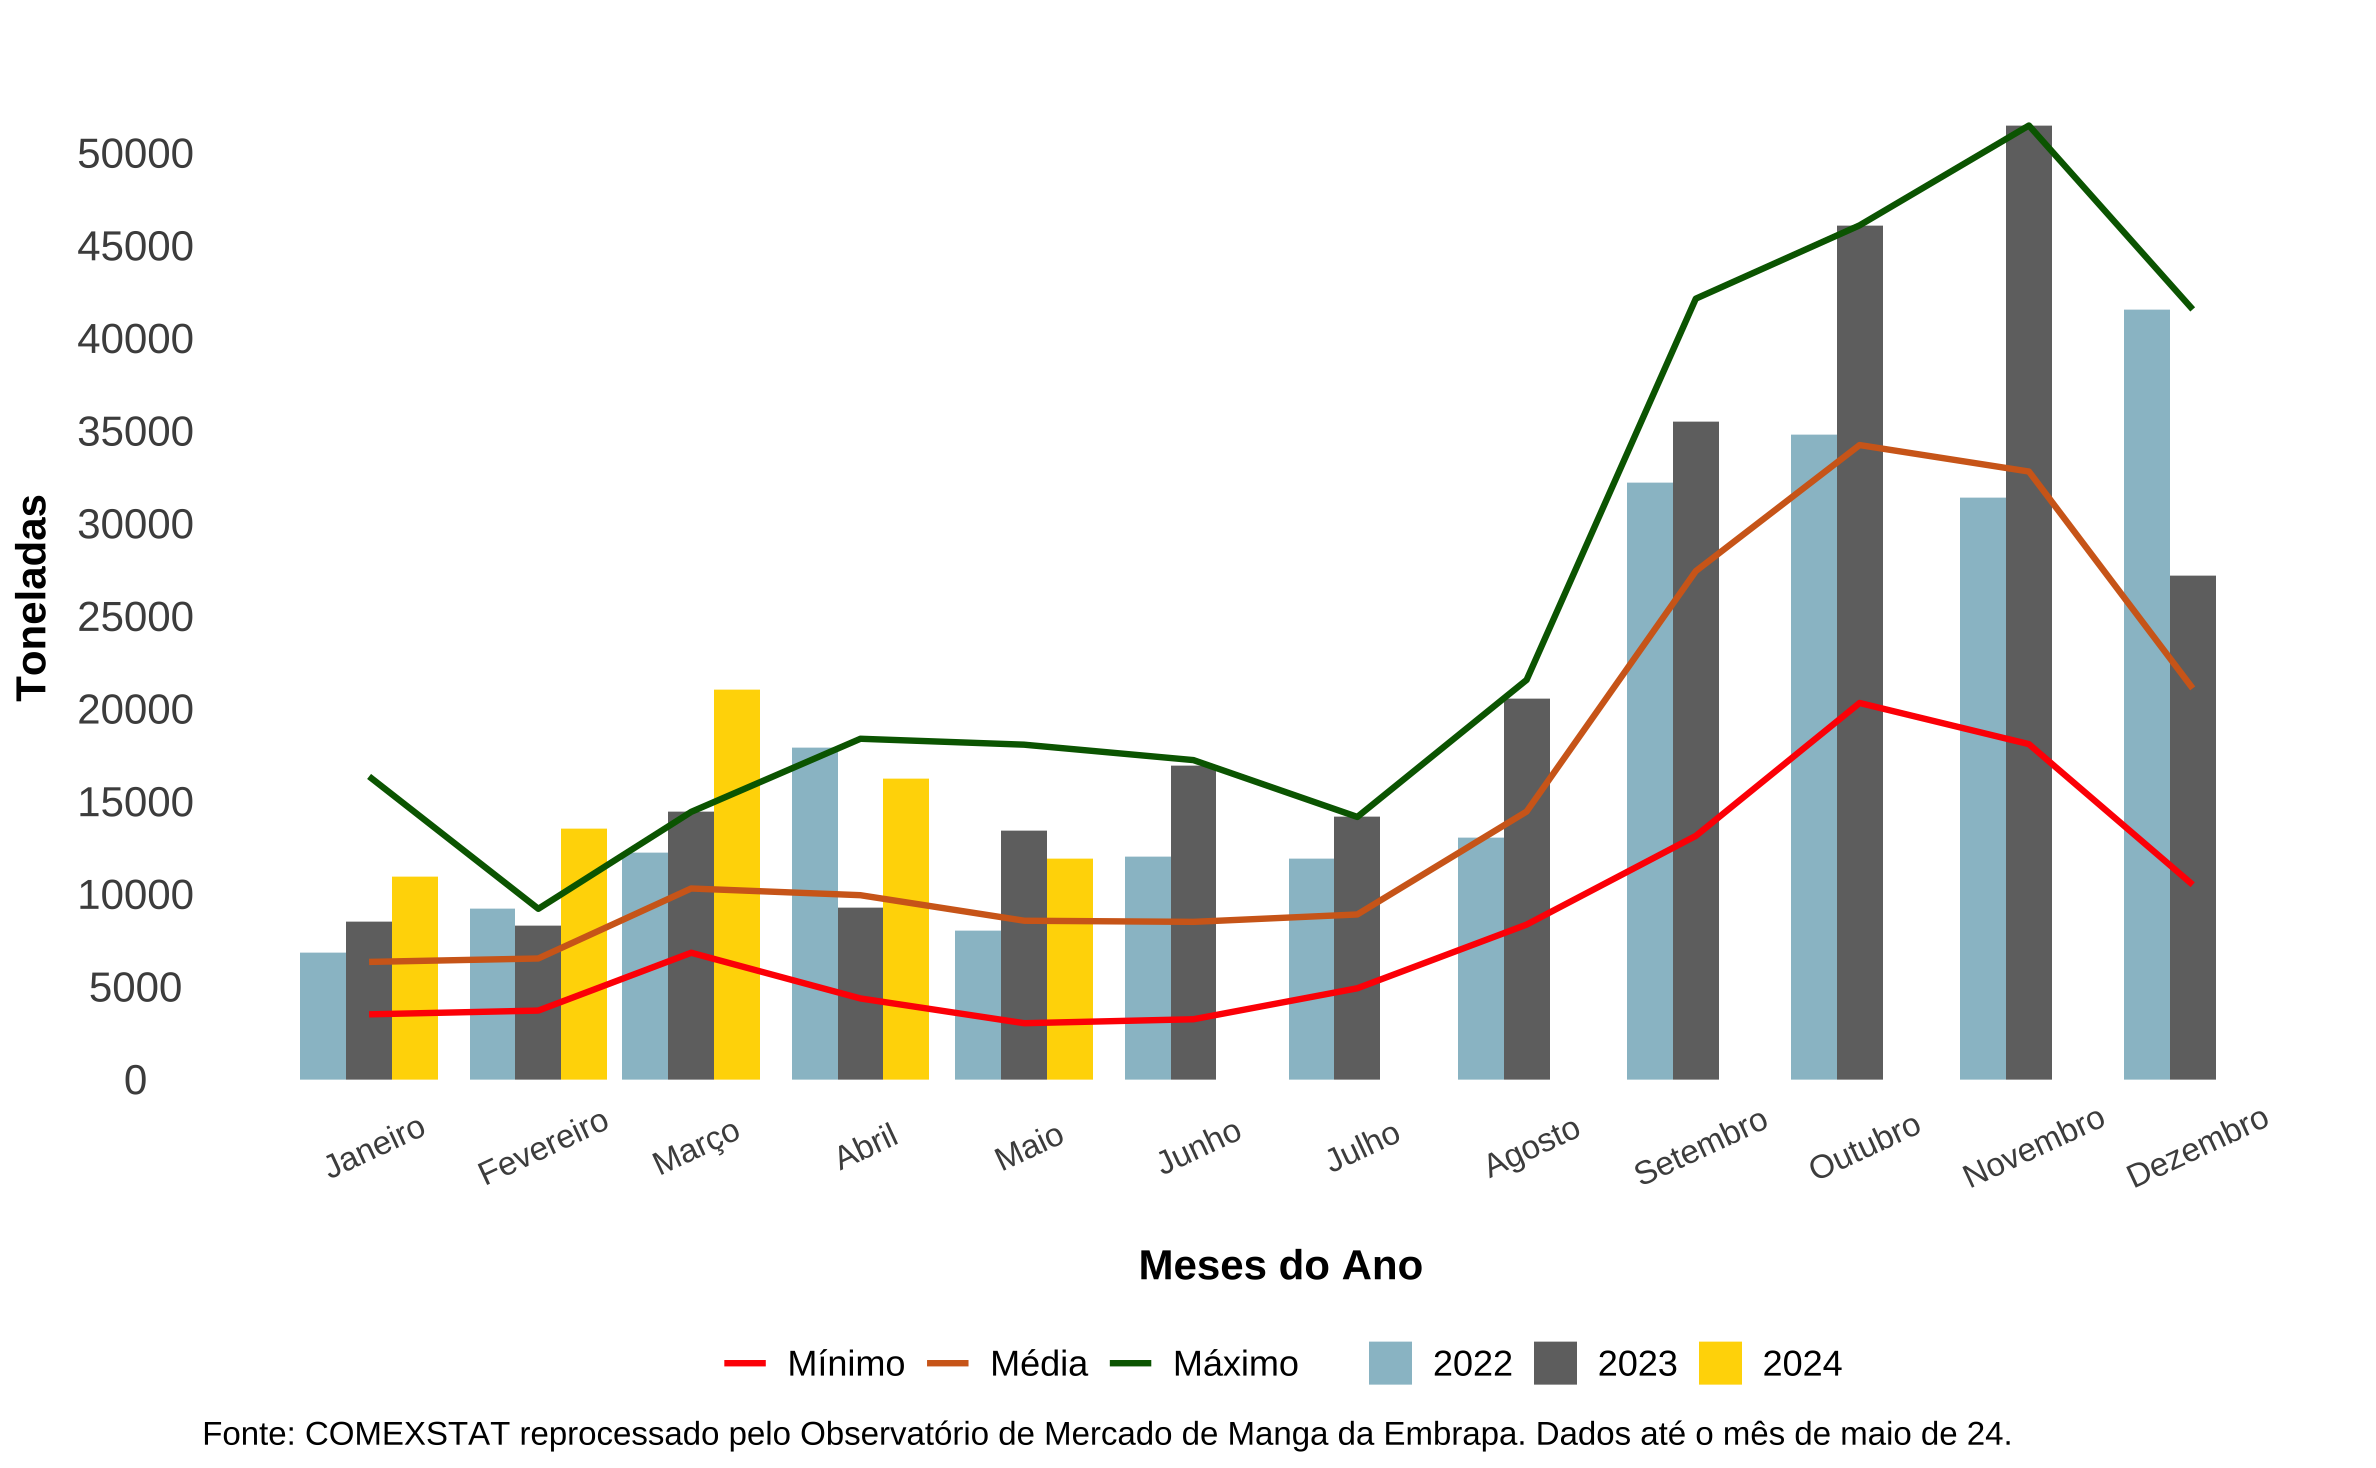 50000
45000
40000
35000
30000
25000
20000
15000
10000
5000
0
Toneladas
Janeiro
Fevereiro
Março
Abril
Maio
Junho
Julho
Agosto
Setembro
Outubro
Novembro
Dezembro
Meses do Ano
Mínimo Média Máximo 2022 2023 2024
Fonte: COMEXSTAT reprocessado pelo Observatório de Mercado de Manga da Embrapa. Dados até o mês de maio de 24.